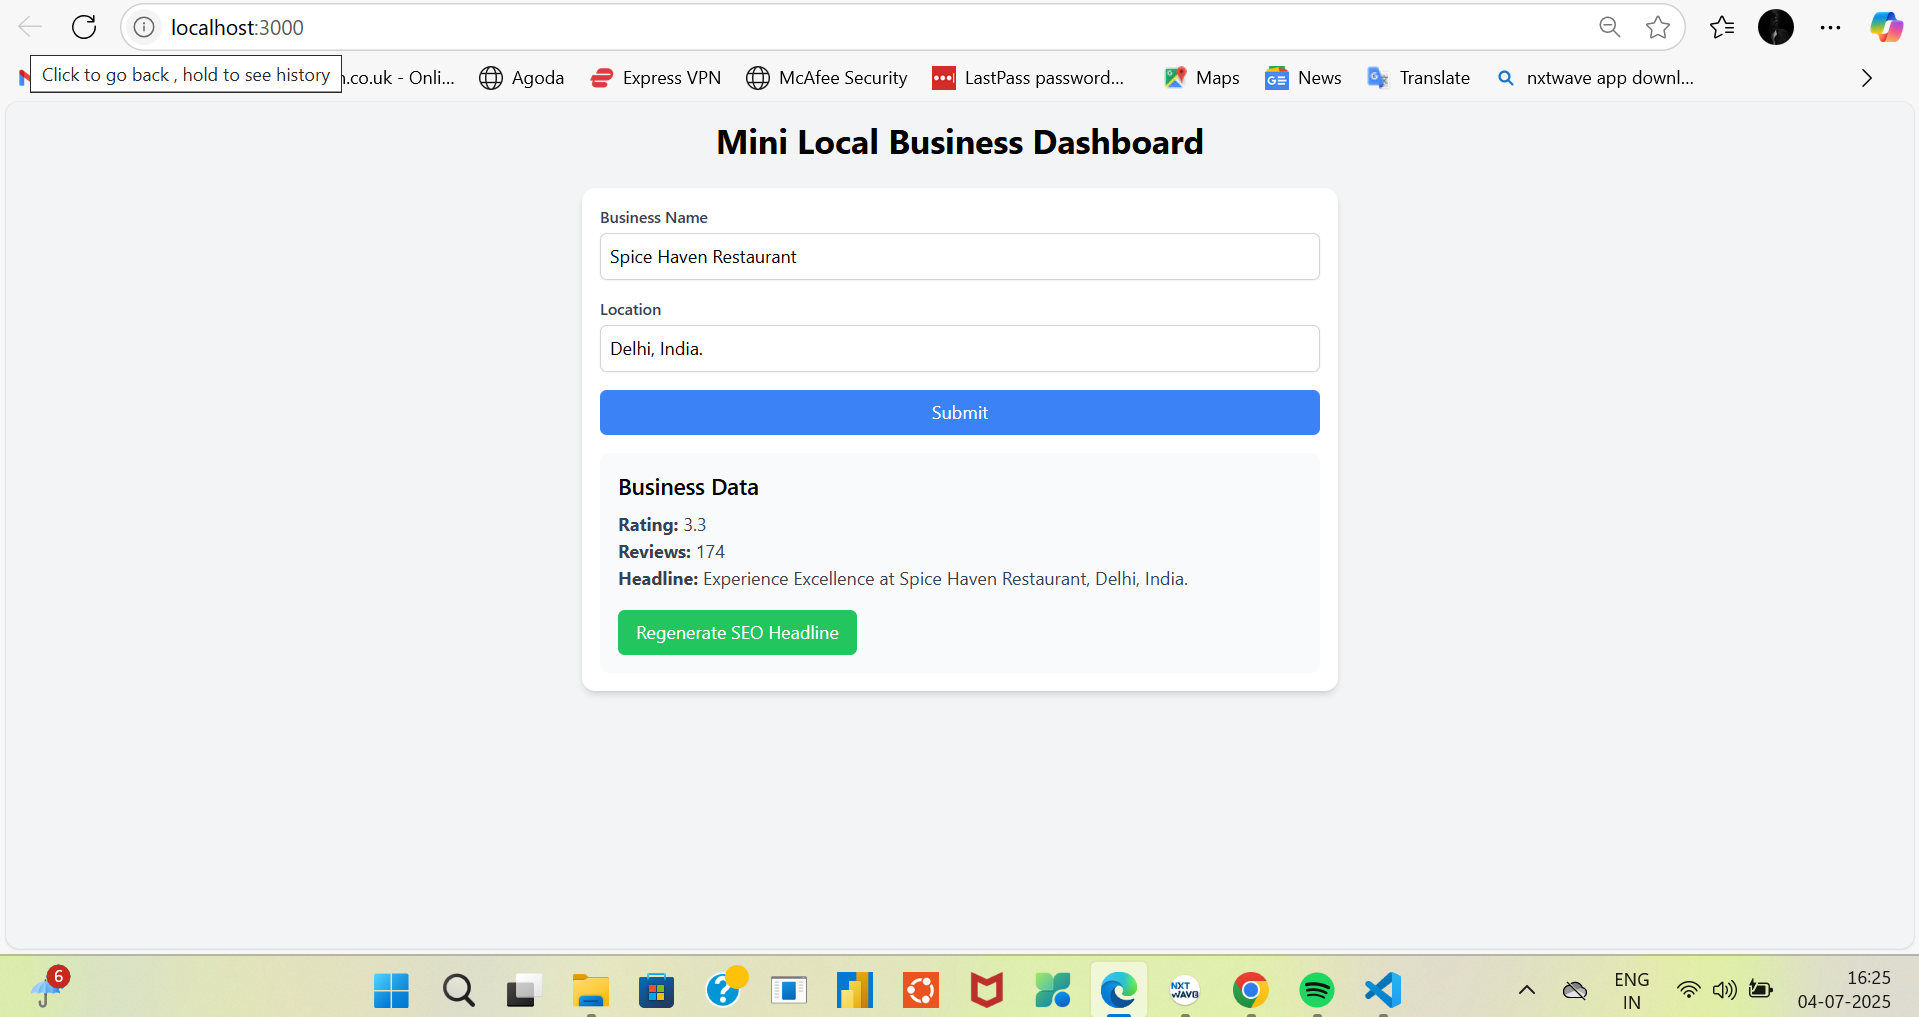 localhost:3000
Click to go back , hold to see history
.co.uk - Onli... Agoda Express VPN McAfee Security LastPass password... Maps News Translate nxtwave app downl...
Mini Local Business Dashboard
Business Name
Spice Haven Restaurant
Location
Delhi, India.
Submit
Business Data
Rating: 3.3
Reviews: 174
Headline: Experience Excellence at Spice Haven Restaurant, Delhi, India.
Regenerate SEO Headline
6
NXT
WAVE
ENG
IN
16:25
04-07-2025